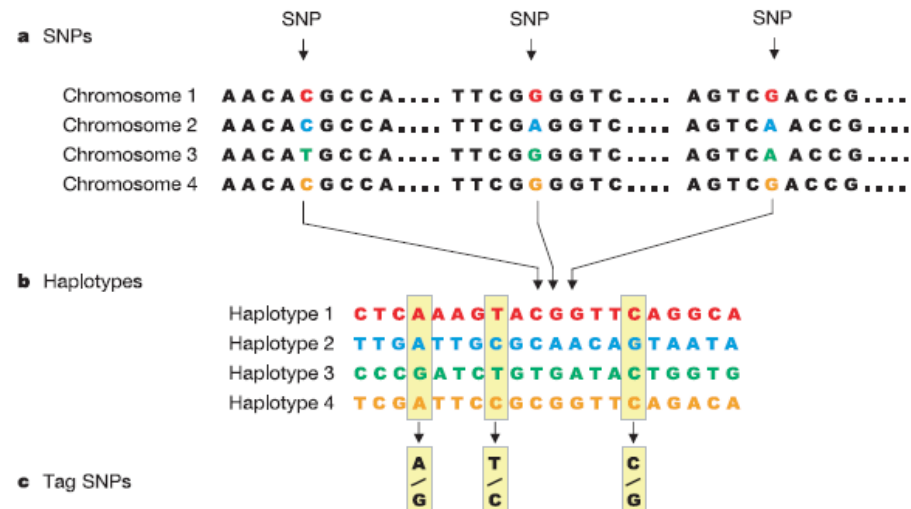 SNP SNP SNP
a SNPs
Chromosome 1 AACACGCCA.... TTCGGGGTC.... AGTCGACCG....
Chromosome 2 AACACGCCA.... TTCGAGGTC.... AGTCAACCG....
Chromosome 3 AACATGCCA.... TTCGGGGTC.... AGTCAACCG....
Chromosome 4 AACACGCCA.... TTCGGGGTC.... AGTCGACCG....
b Haplotypes
Haplotype 1 CTCAAAGTACGGTTCAGGCA
Haplotype 2 TTGATTGCGCAACAGTAATA
Haplotype 3 CCCGATCTGTGATACTGGTG
Haplotype 4 TCGATTCCGCGGTTCAGACA
A T C
/ / /
c Tag SNPs
G C G